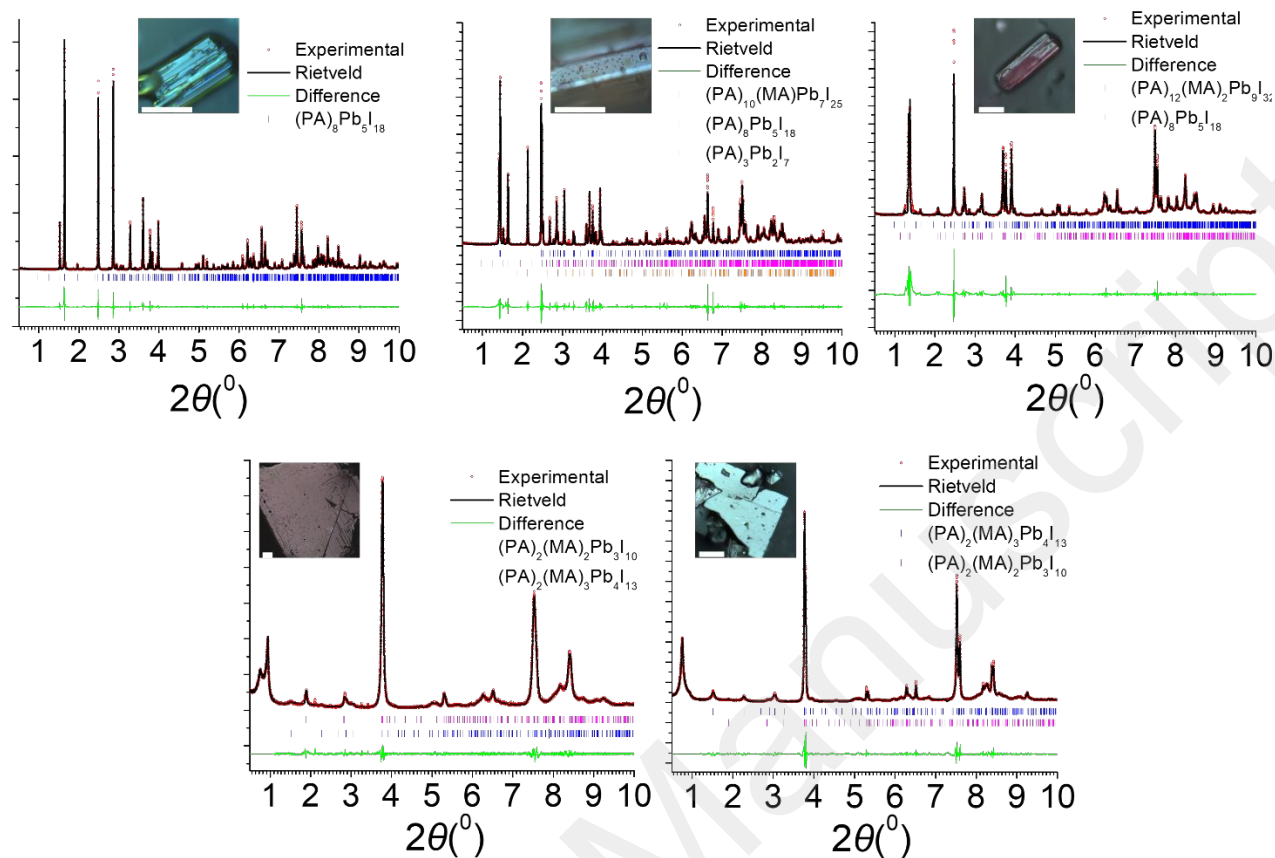 Experimental
Rietveld
Difference
(PA)8Pb5I18
1 2 3 4 5 6 7 8 9 10
2θ(0)
Experimental
Rietveld
Difference
(PA)10(MA)Pb7I25
(PA)8Pb5I18
(PA)3Pb2I7
1 2 3 4 5 6 7 8 9 10
2θ(0)
Experimental
Rietveld
Difference
(PA)12(MA)2Pb9I32
(PA)8Pb5I18
1 2 3 4 5 6 7 8 9 10
2θ(0)
Experimental
Rietveld
Difference
(PA)2(MA)2Pb3I10
(PA)2(MA)3Pb4I13
1 2 3 4 5 6 7 8 9 10
2θ(0)
Experimental
Rietveld
Difference
(PA)2(MA)3Pb4I13
(PA)2(MA)2Pb3I10
1 2 3 4 5 6 7 8 9 10
2θ(0)
Manuscript